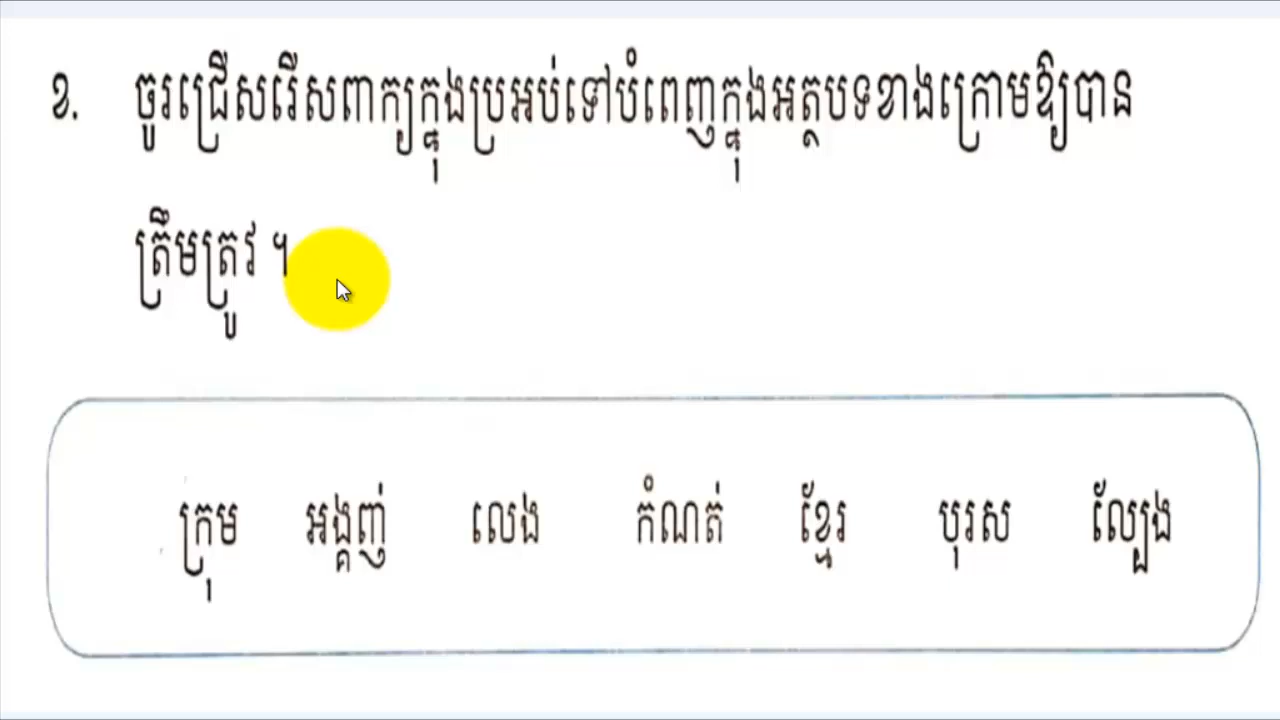 ខ. ចូរជ្រើសរើសពាក្យក្នុងប្រអប់ទៅបំពេញក្នុងអត្ថបទខាងក្រោមឱ្យបាន
ត្រឹមត្រូវ ។
ក្រុម អង្គញ់ លេង កំណត់ ខ្មែរ បុរស ល្បែង